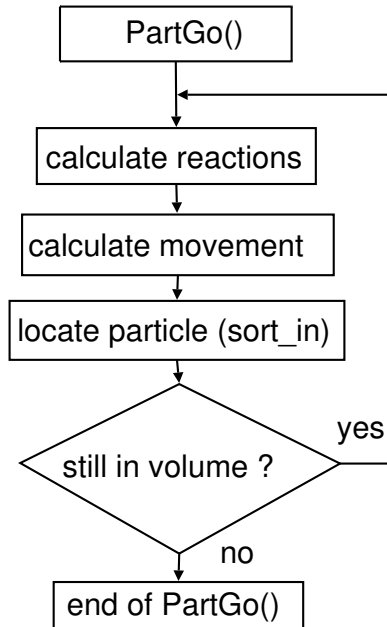 PartGo()
calculate reactions
calculate movement
locate particle (sort_in)
still in volume ?
yes
no
end of PartGo()